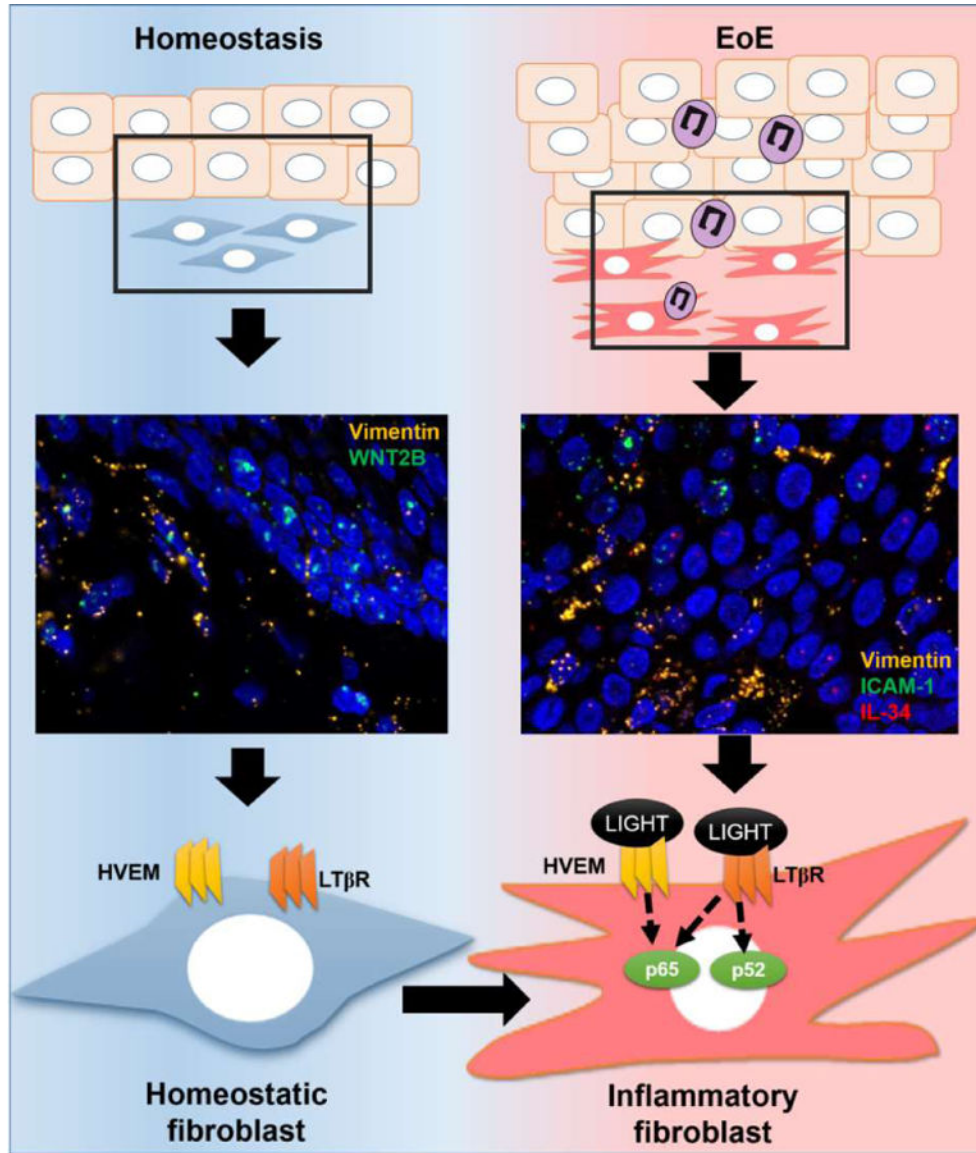 Homeostasis
EoE
Vimentin
WNT2B
Vimentin
ICAM-1
IL-34
HVEM
LTβR
LIGHT
LIGHT
HVEM
LTβR
p65
p52
Homeostatic
fibroblast
Inflammatory
fibroblast